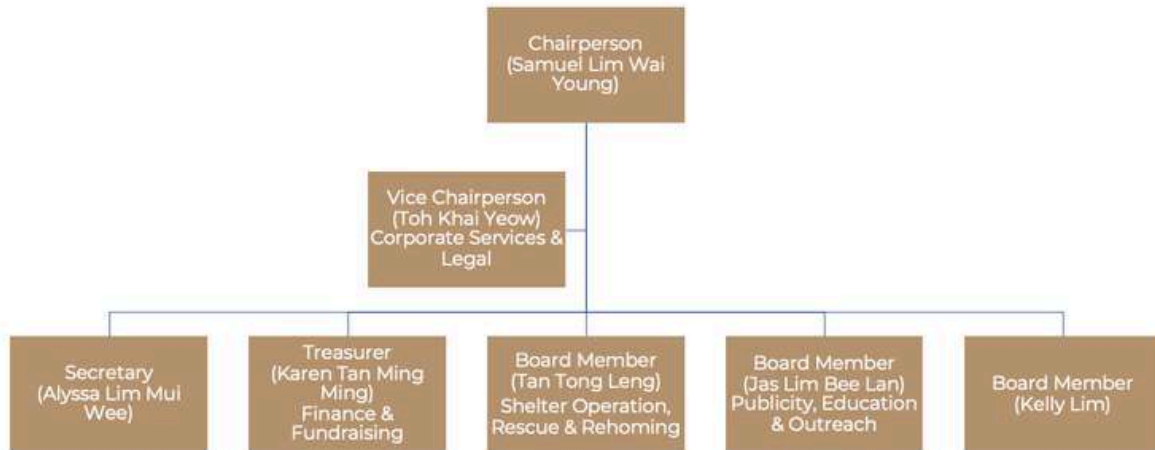 Chairperson
(Samuel Lim Wai
Young)
Vice Chairperson
(Toh Khai Yeow)
Corporate Services &
Legal
Secretary
(Alyssa Lim Mui
Wee)
Treasurer
(Karen Tan Ming
Ming)
Finance &
Fundraising
Board Member
(Tan Tong Leng)
Shelter Operation,
Rescue & Rehoming
Board Member
(Jas Lim Bee Lan)
Publicity, Education
& Outreach
Board Member
(Kelly Lim)